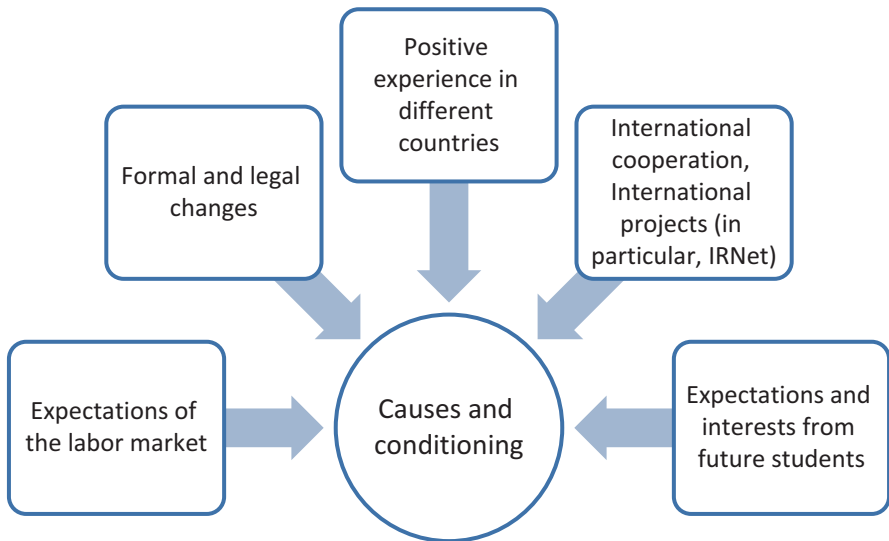 Positive
experience in
different
countries
International
cooperation,
International
projects (in
particular, IRNet)
Formal and legal
changes
Expectations of
the labor market
Causes and
conditioning
Expectations and
interests from
future students